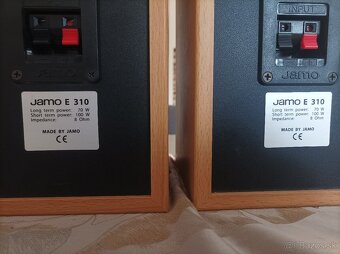 INPUT
Jamo
Jamo E 310
Long term power: 70 W
Short term power: 100 W
Impedance: 8 Ohm
MADE BY JAMO
CE
Jamo E 310
Long term power: 70 W
Short term power: 100 W
Impedance: 8 Ohm
MADE BY JAMO
CE